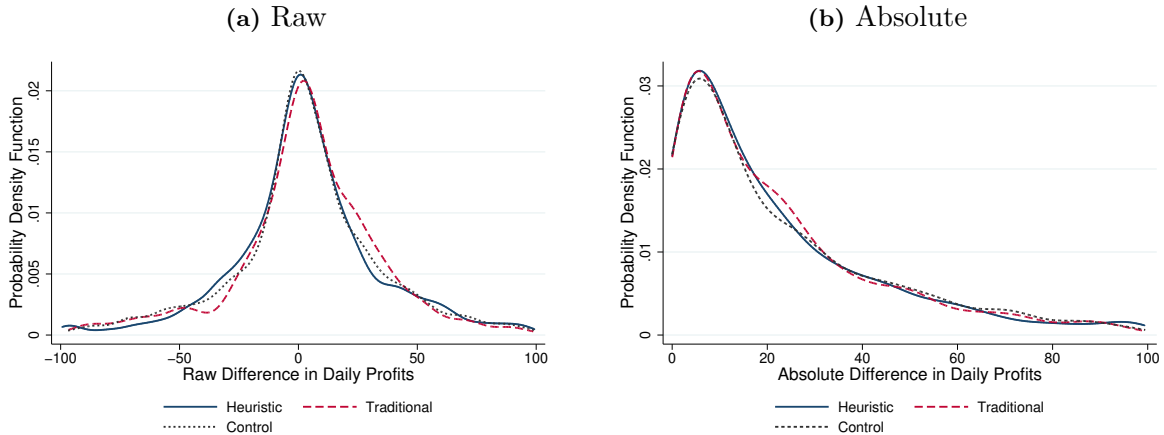 (a) Raw
Probability Density Function
.02
.015
.01
.005
0
−100
−50
0
50
100
Raw Difference in Daily Profits
Heuristic
Traditional
Control
(b) Absolute
Probability Density Function
.03
.02
.01
0
0
20
40
60
80
100
Absolute Difference in Daily Profits
Heuristic
Traditional
Control